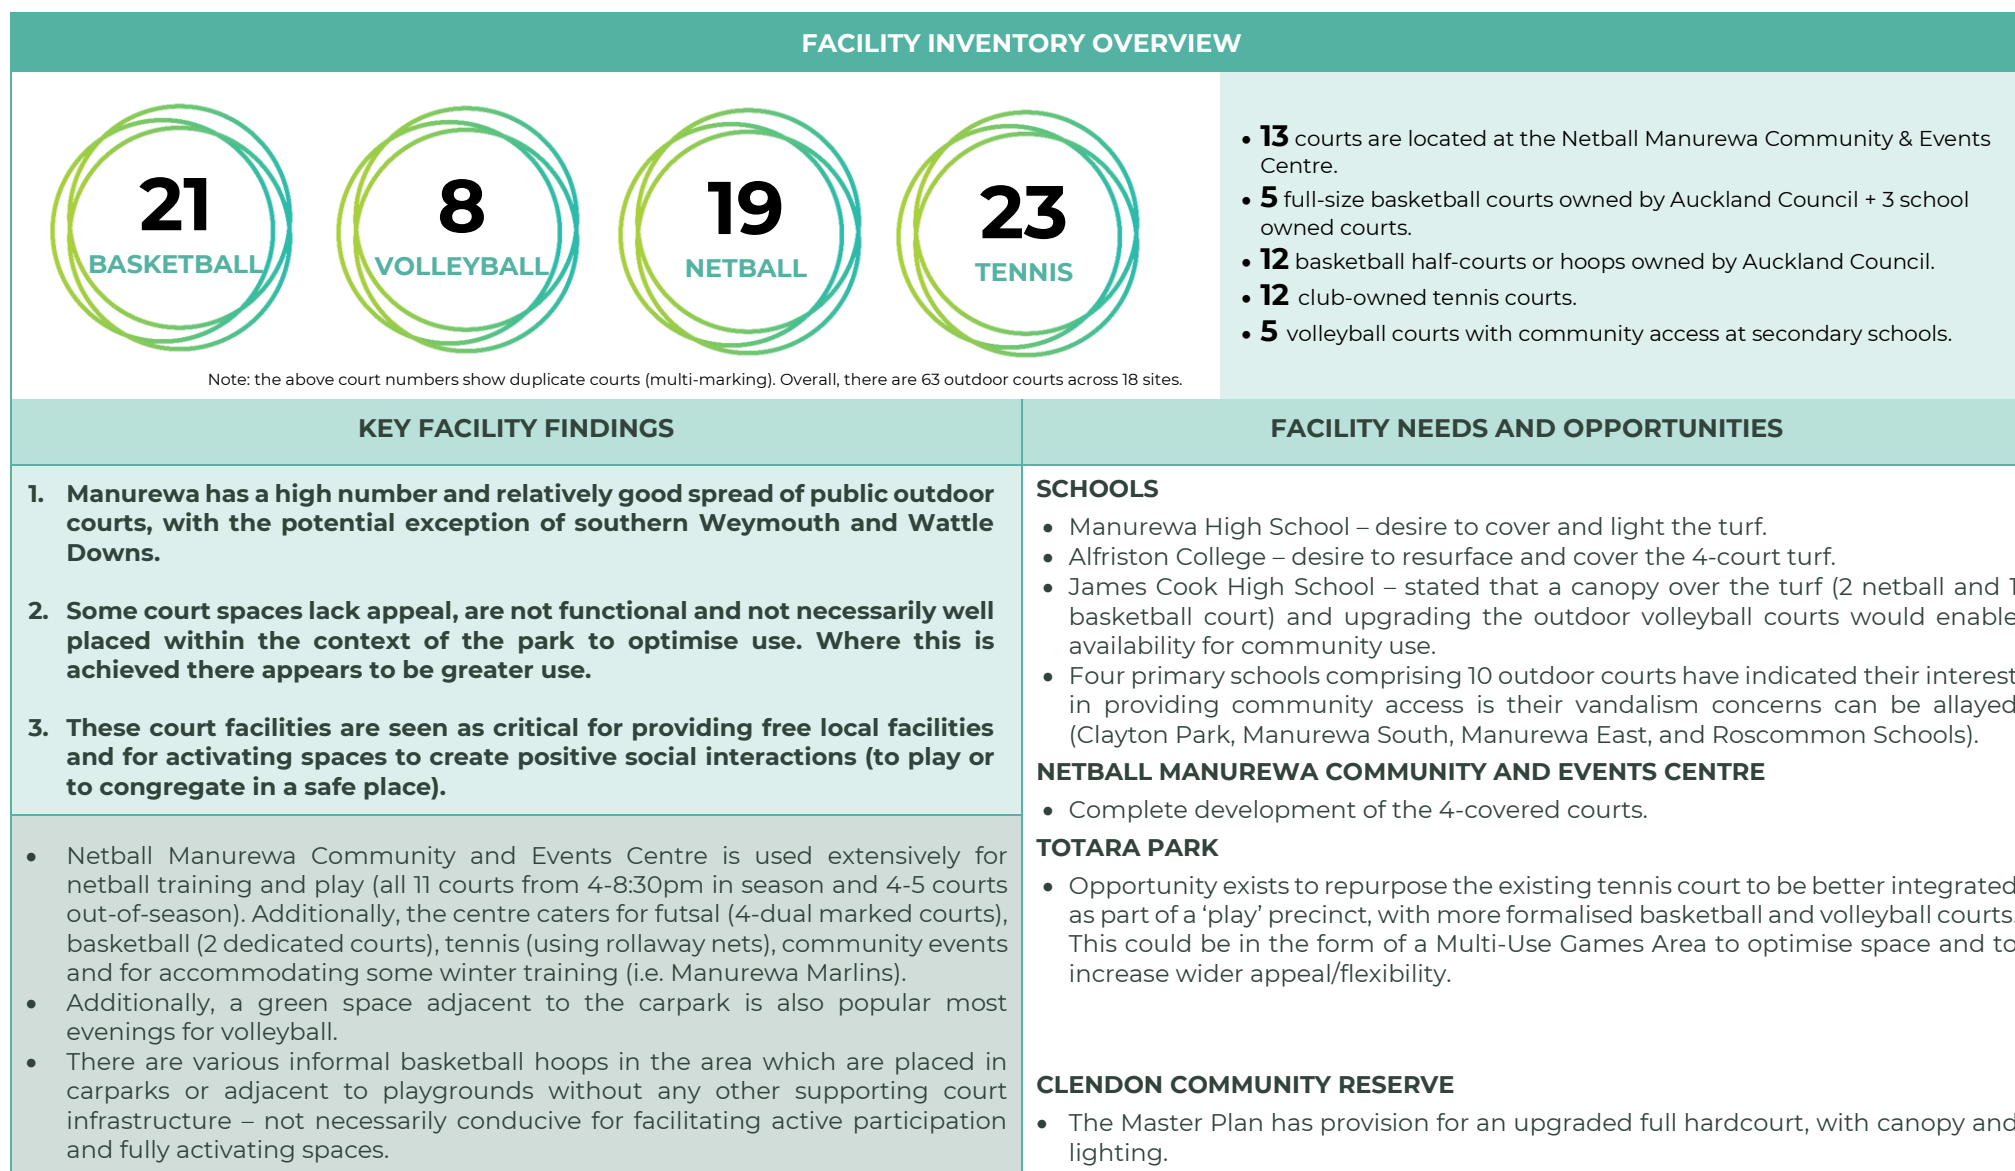 FACILITY INVENTORY OVERVIEW
21
BASKETBALL
8
VOLLEYBALL
19
NETBALL
23
TENNIS
Note: the above court numbers show duplicate courts (multi-marking). Overall, there are 63 outdoor courts across 18 sites.
• 13 courts are located at the Netball Manurewa Community & Events
Centre.
• 5 full-size basketball courts owned by Auckland Council + 3 school
owned courts.
• 12 basketball half-courts or hoops owned by Auckland Council.
• 12 club-owned tennis courts.
• 5 volleyball courts with community access at secondary schools.
KEY FACILITY FINDINGS
1. Manurewa has a high number and relatively good spread of public outdoor
courts, with the potential exception of southern Weymouth and Wattle
Downs.
2. Some court spaces lack appeal, are not functional and not necessarily well
placed within the context of the park to optimise use. Where this is
achieved there appears to be greater use.
3. These court facilities are seen as critical for providing free local facilities
and for activating spaces to create positive social interactions (to play or
to congregate in a safe place).
• Netball Manurewa Community and Events Centre is used extensively for
netball training and play (all 11 courts from 4-8:30pm in season and 4-5 courts
out-of-season). Additionally, the centre caters for futsal (4-dual marked courts),
basketball (2 dedicated courts), tennis (using rollaway nets), community events
and for accommodating some winter training (i.e. Manurewa Marlins).
• Additionally, a green space adjacent to the carpark is also popular most
evenings for volleyball.
• There are various informal basketball hoops in the area which are placed in
carparks or adjacent to playgrounds without any other supporting court
infrastructure – not necessarily conducive for facilitating active participation
and fully activating spaces.
FACILITY NEEDS AND OPPORTUNITIES
SCHOOLS
• Manurewa High School – desire to cover and light the turf.
• Alfriston College – desire to resurface and cover the 4-court turf.
• James Cook High School – stated that a canopy over the turf (2 netball and 1
basketball court) and upgrading the outdoor volleyball courts would enable
availability for community use.
• Four primary schools comprising 10 outdoor courts have indicated their interest
in providing community access is their vandalism concerns can be allayed
(Clayton Park, Manurewa South, Manurewa East, and Roscommon Schools).
NETBALL MANUREWA COMMUNITY AND EVENTS CENTRE
• Complete development of the 4-covered courts.
TOTARA PARK
• Opportunity exists to repurpose the existing tennis court to be better integrated
as part of a ‘play’ precinct, with more formalised basketball and volleyball courts.
This could be in the form of a Multi-Use Games Area to optimise space and to
increase wider appeal/flexibility.
CLENDON COMMUNITY RESERVE
• The Master Plan has provision for an upgraded full hardcourt, with canopy and
lighting.